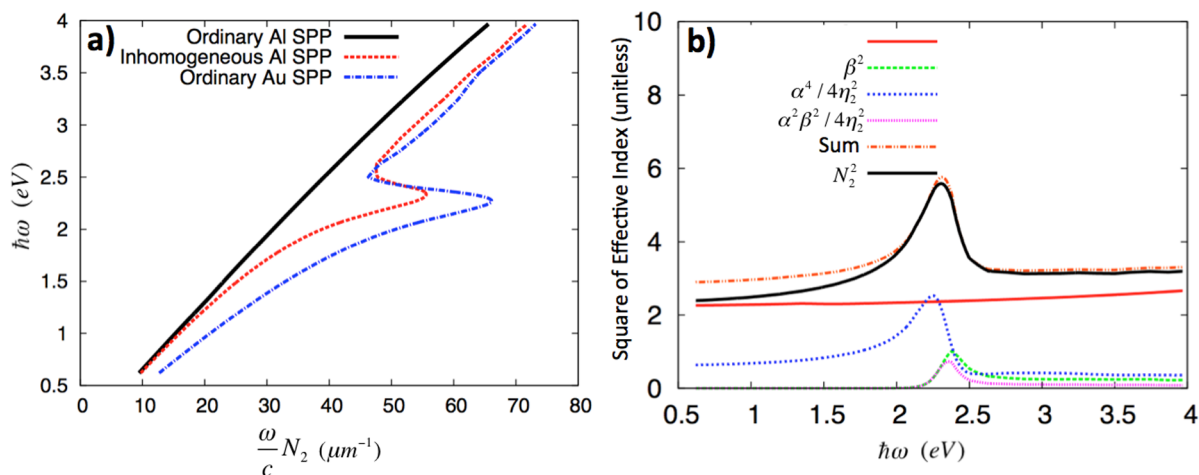 a)
Ordinary Al SPP
Inhomogeneous Al SPP
Ordinary Au SPP
4
3.5
3
2.5
2
1.5
1
0.5
ℏω (eV)
0 10 20 30 40 50 60 70 80
ω/c N₂ (μm⁻¹)
b)
β²
α⁴ / 4η₂²
α²β² / 4η₂²
Sum
N₂²
Square of Effective Index (unitless)
10
8
6
4
2
0
0.5 1 1.5 2 2.5 3 3.5 4
ℏω (eV)